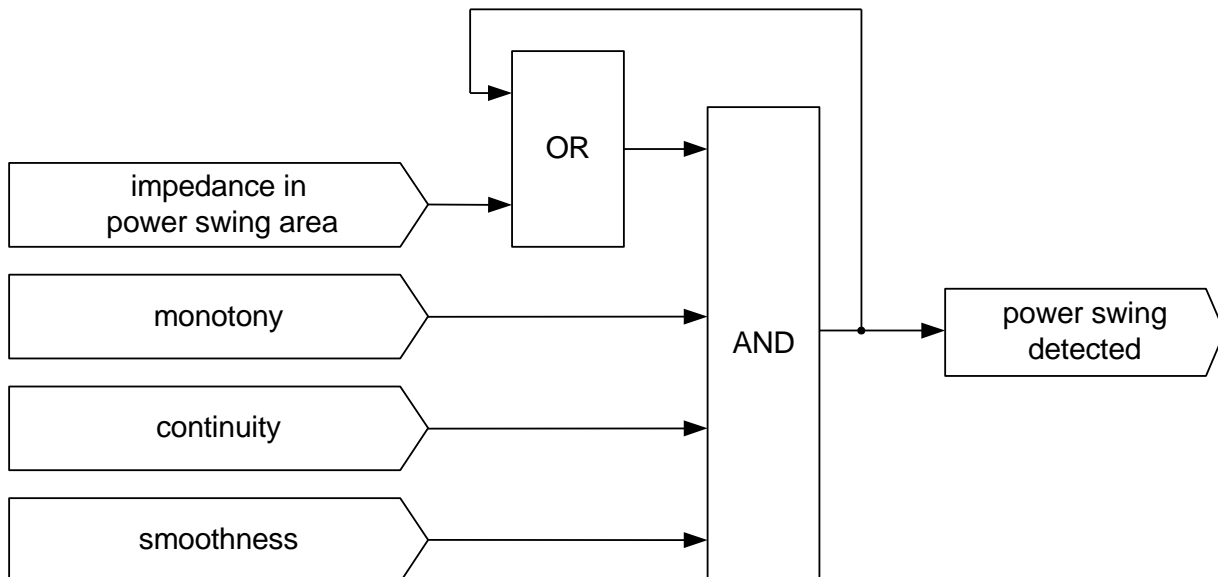 OR
impedance in
power swing area
monotony
AND
power swing
detected
continuity
smoothness